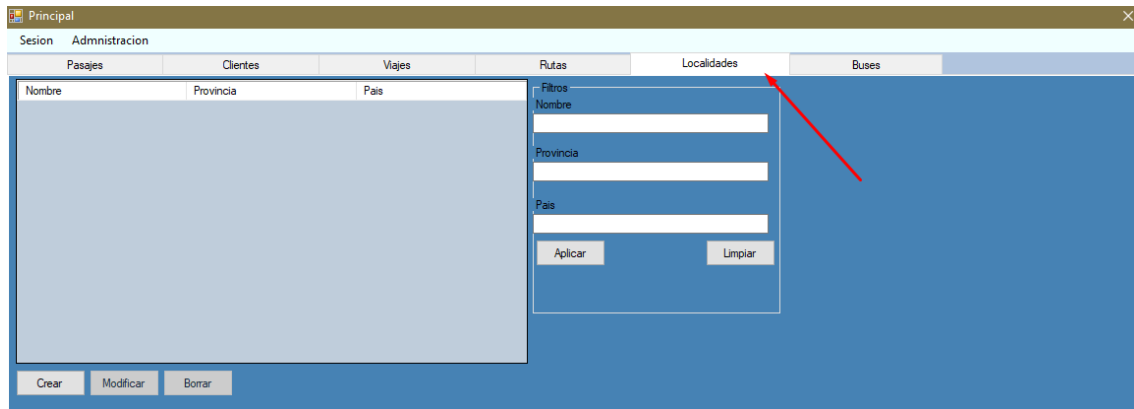 Principal
Sesion Admnistracion
Pasajes Clientes Viajes Rutas Localidades Buses
Nombre Provincia Pais
Filtros
Nombre
Provincia
Pais
Aplicar Limpiar
Crear Modificar Borrar